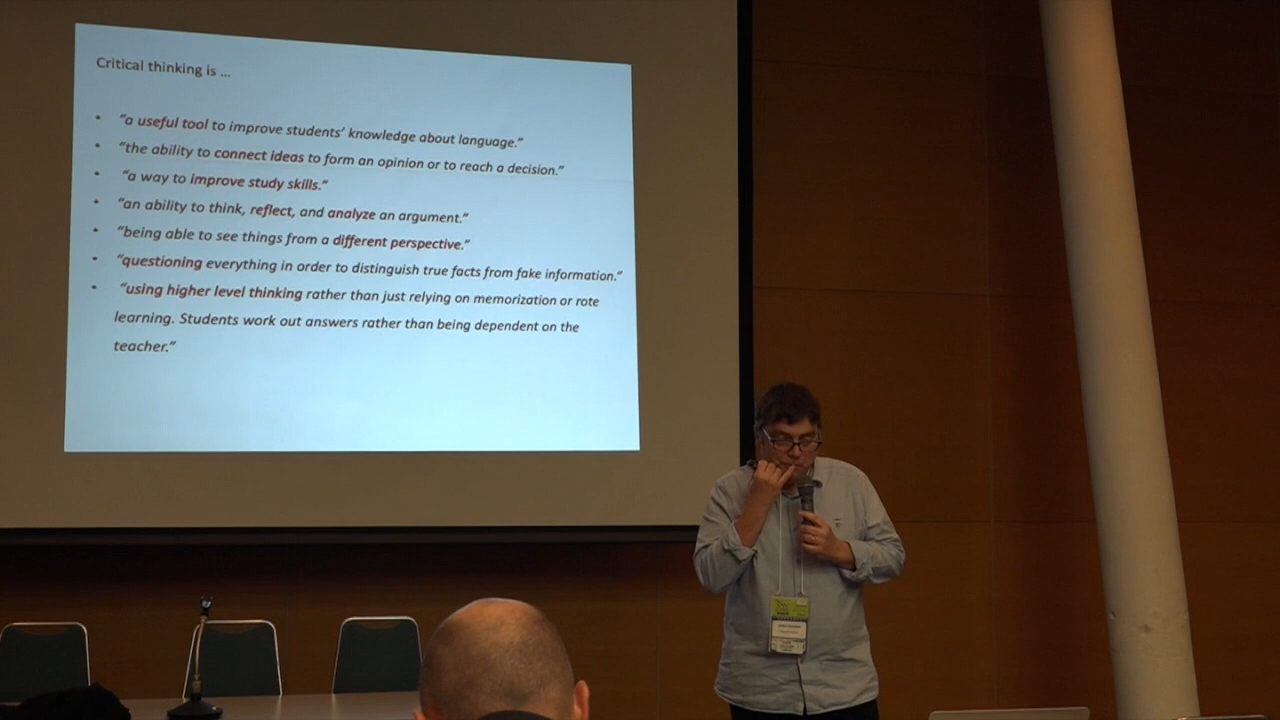 Critical thinking is ...
• "a useful tool to improve students' knowledge about language."
• "the ability to connect ideas to form an opinion or to reach a decision."
• "a way to improve study skills."
• "an ability to think, reflect, and analyze an argument."
• "being able to see things from a different perspective."
• "questioning everything in order to distinguish true facts from fake information."
• "using higher level thinking rather than just relying on memorization or rote
learning. Students work out answers rather than being dependent on the
teacher."